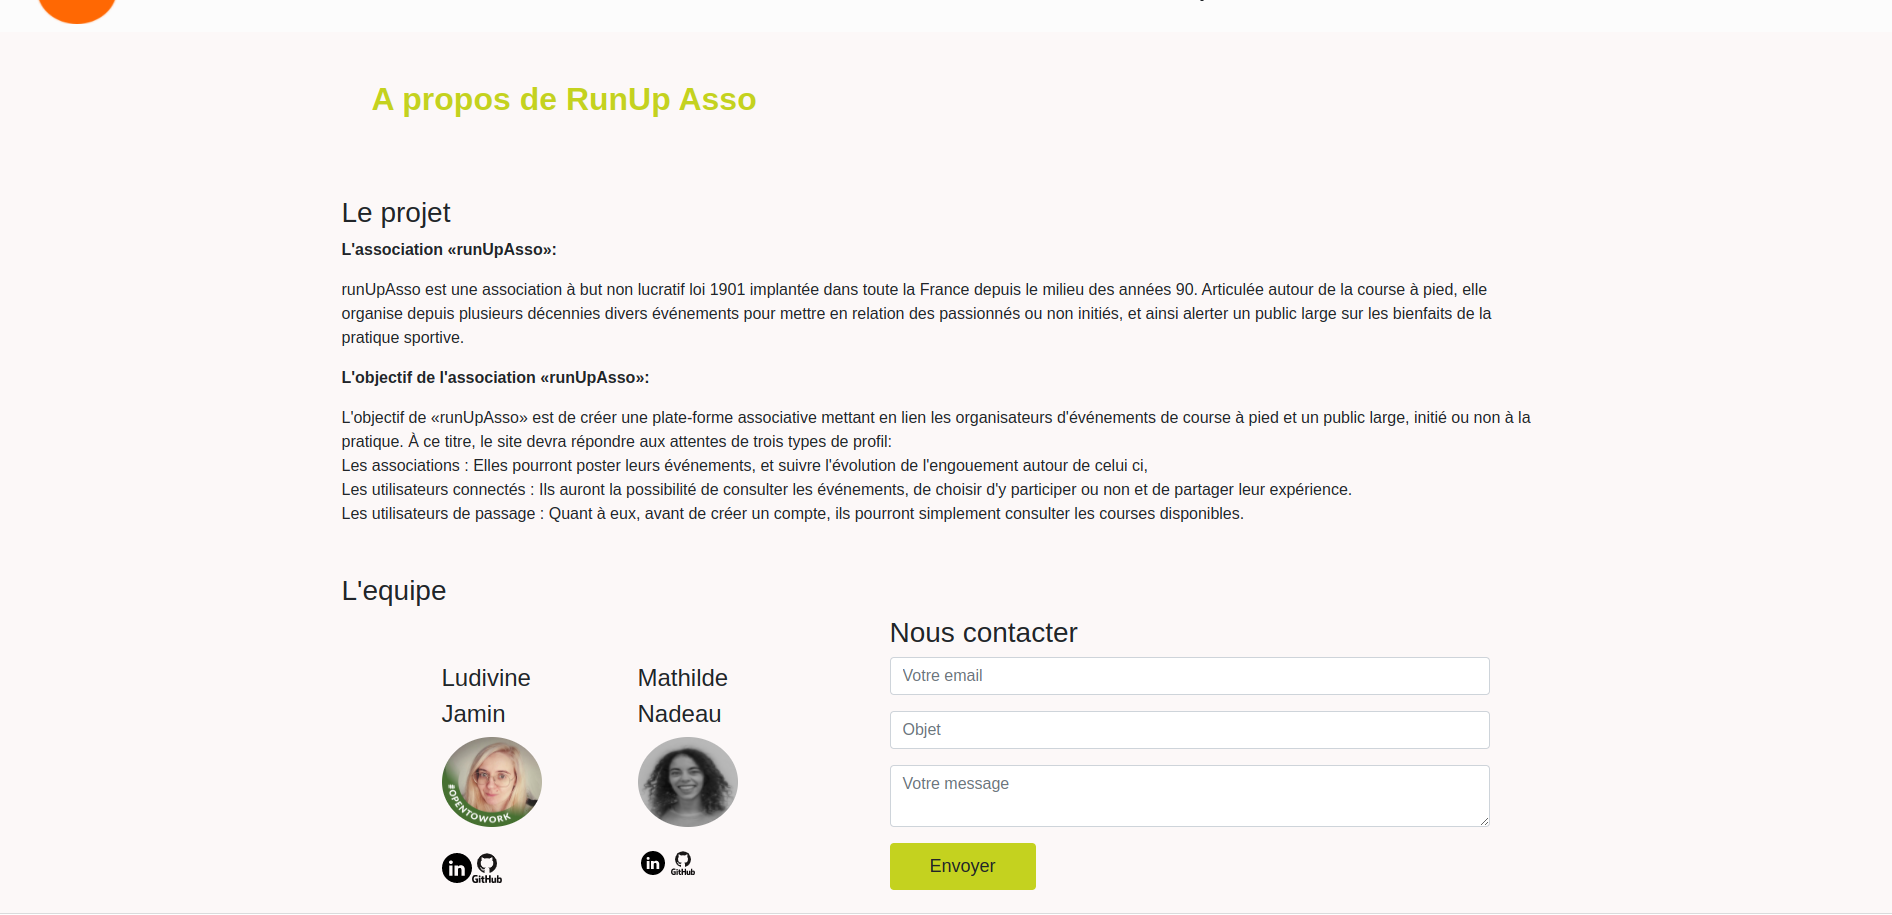 A propos de RunUp Asso
Le projet
L'association «runUpAsso»:
runUpAsso est une association à but non lucratif loi 1901 implantée dans toute la France depuis le milieu des années 90. Articulée autour de la course à pied, elle
organise depuis plusieurs décennies divers événements pour mettre en relation des passionnés ou non initiés, et ainsi alerter un public large sur les bienfaits de la
pratique sportive.
L'objectif de l'association «runUpAsso»:
L'objectif de «runUpAsso» est de créer une plate-forme associative mettant en lien les organisateurs d'événements de course à pied et un public large, initié ou non à la
pratique. À ce titre, le site devra répondre aux attentes de trois types de profil:
Les associations : Elles pourront poster leurs événements, et suivre l'évolution de l'engouement autour de celui ci,
Les utilisateurs connectés : Ils auront la possibilité de consulter les événements, de choisir d'y participer ou non et de partager leur expérience.
Les utilisateurs de passage : Quant à eux, avant de créer un compte, ils pourront simplement consulter les courses disponibles.
L'equipe
Ludivine
Jamin
#OPENTOWORK
in
GitHub
Mathilde
Nadeau
in
GitHub
Nous contacter
Votre email
Objet
Votre message
Envoyer